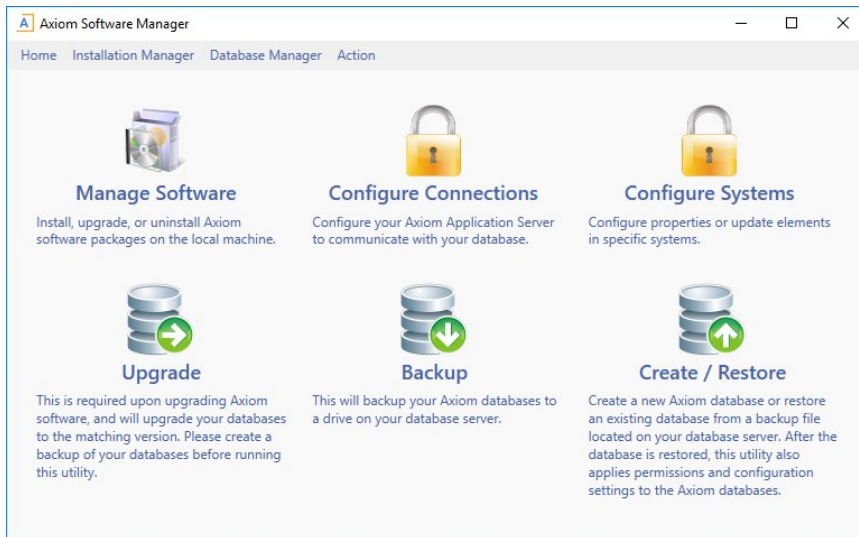 A Axiom Software Manager
Home Installation Manager Database Manager Action
Manage Software
Install, upgrade, or uninstall Axiom
software packages on the local machine.
Configure Connections
Configure your Axiom Application Server
to communicate with your database.
Configure Systems
Configure properties or update elements
in specific systems.
Upgrade
This is required upon upgrading Axiom
software, and will upgrade your databases
to the matching version. Please create a
backup of your databases before running
this utility.
Backup
This will backup your Axiom databases to
a drive on your database server.
Create / Restore
Create a new Axiom database or restore
an existing database from a backup file
located on your database server. After the
database is restored, this utility also
applies permissions and configuration
settings to the Axiom databases.